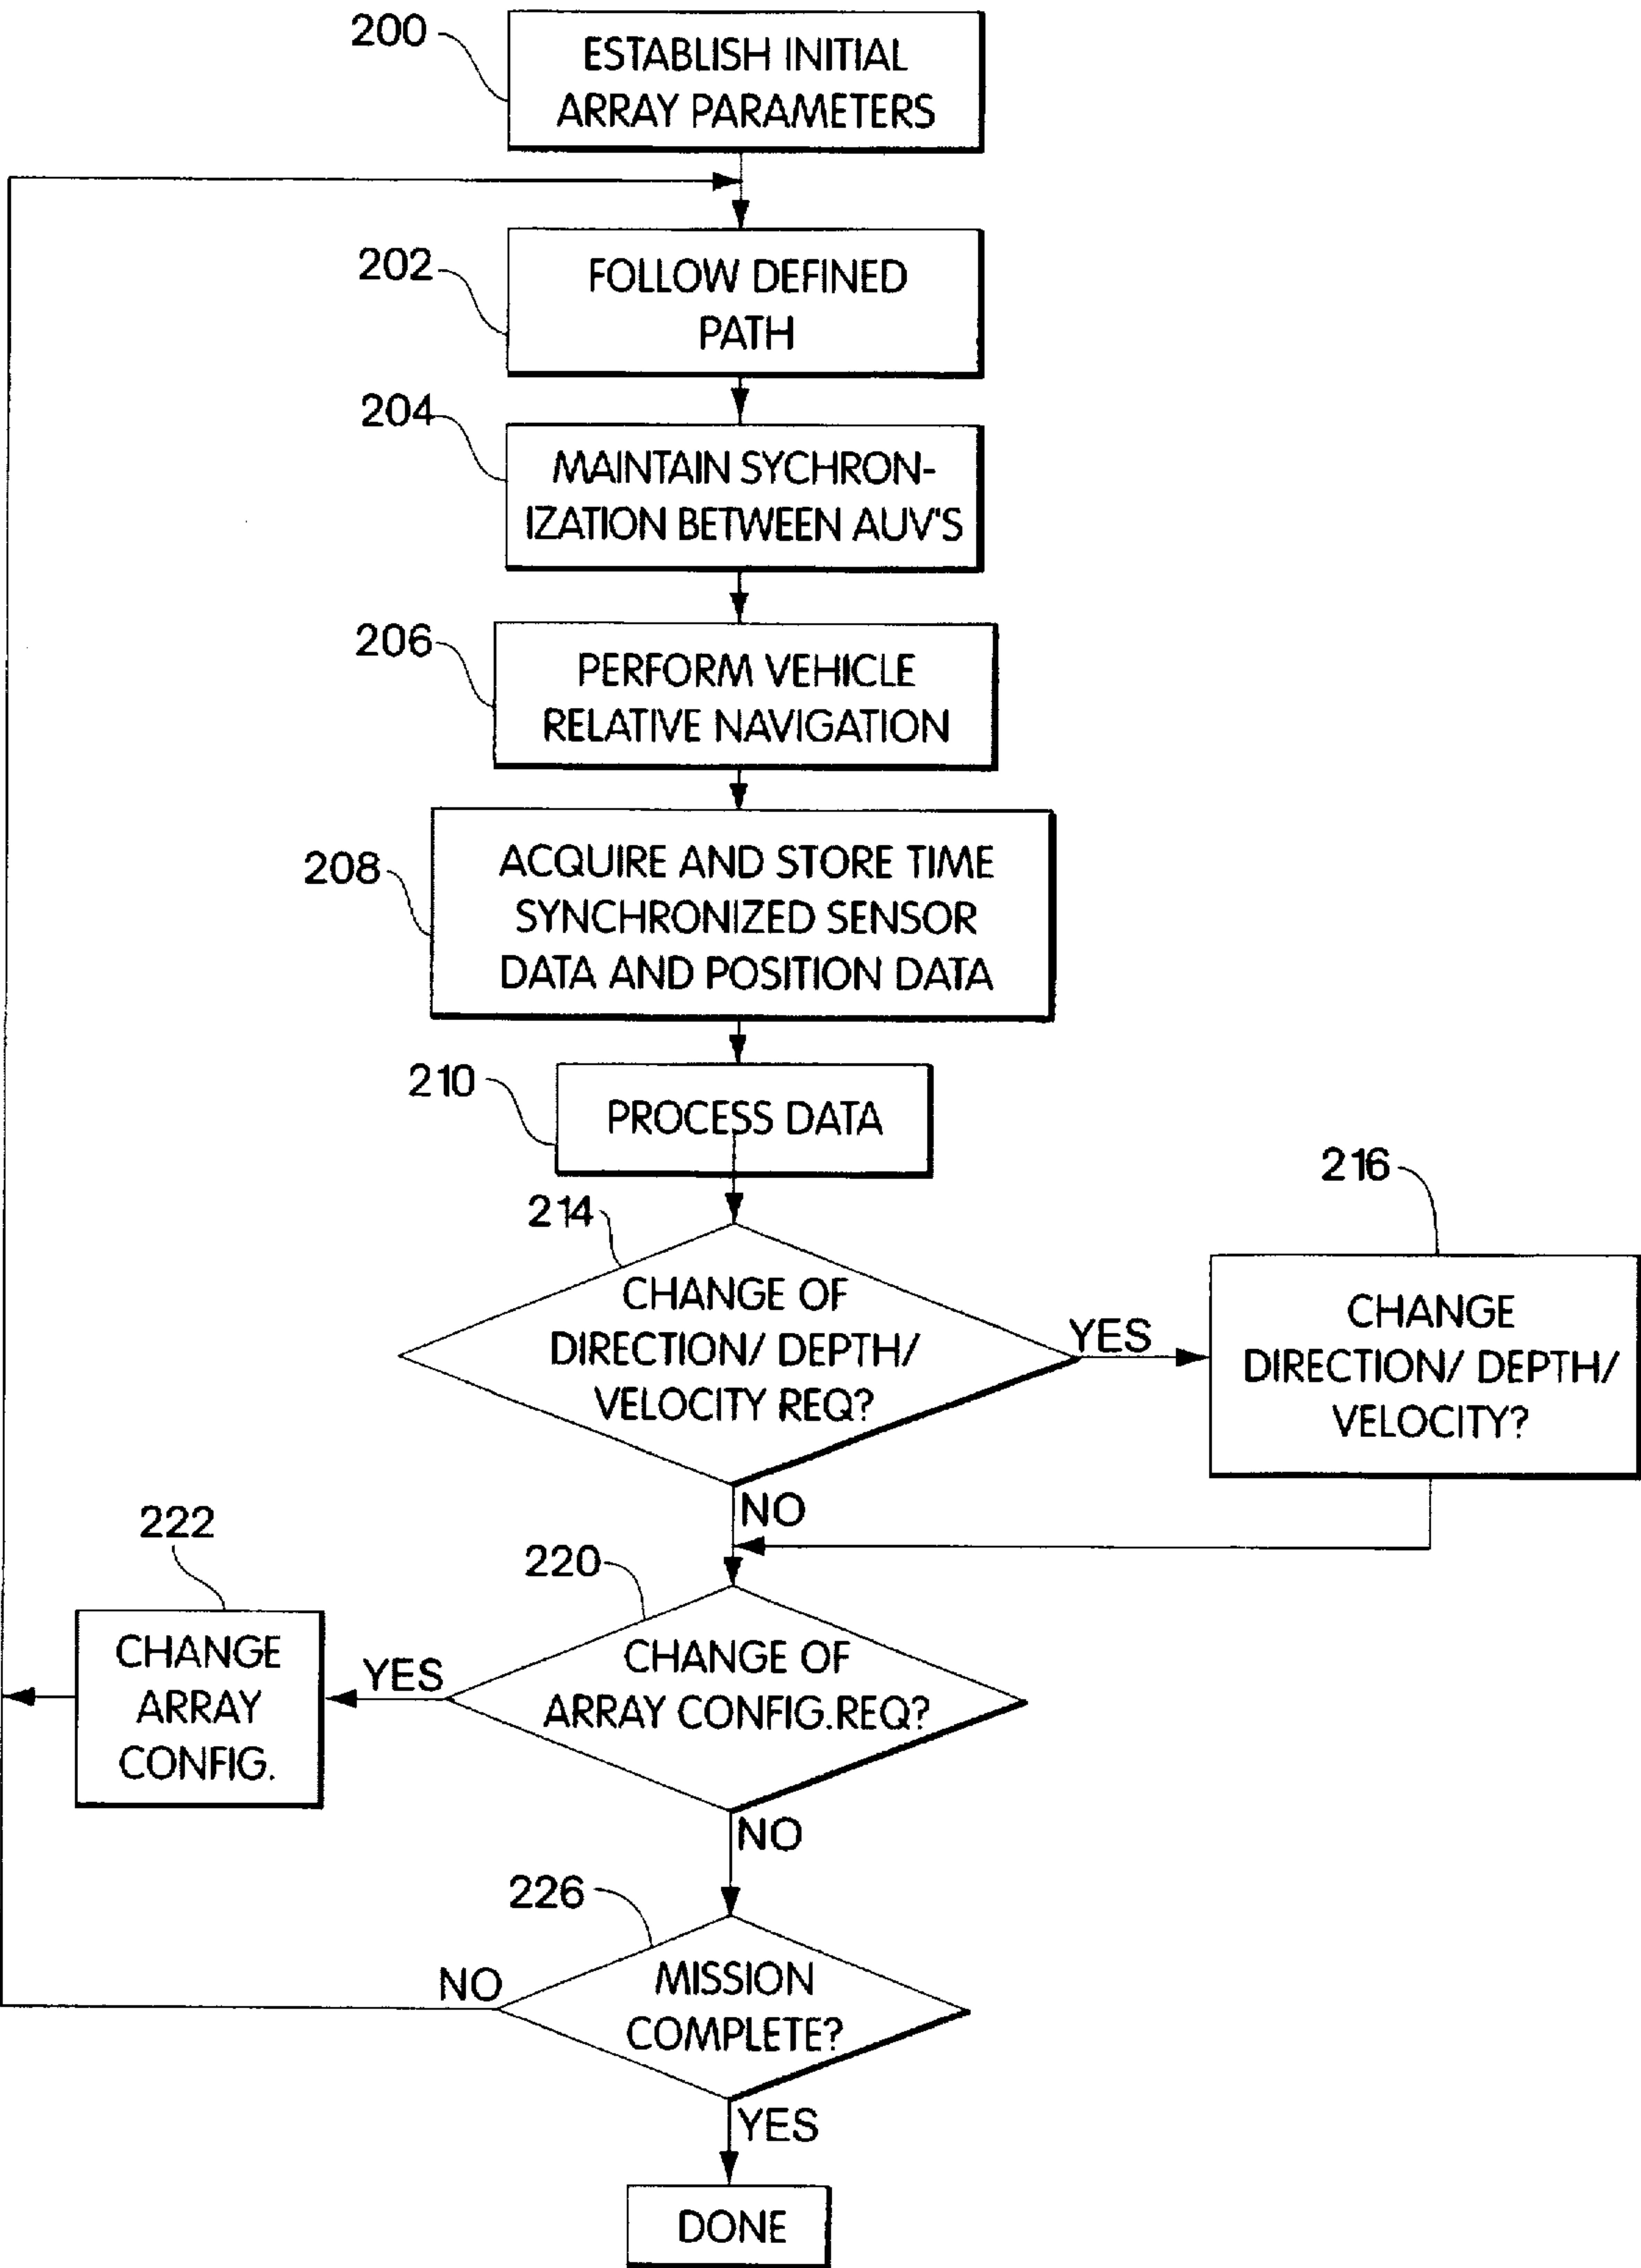 200
ESTABLISH INITIAL
ARRAY PARAMETERS
202
FOLLOW DEFINED
PATH
204
MAINTAIN SYCHRON-
IZATION BETWEEN AUV'S
206
PERFORM VEHICLE
RELATIVE NAVIGATION
208
ACQUIRE AND STORE TIME
SYNCHRONIZED SENSOR
DATA AND POSITION DATA
210
PROCESS DATA
214
CHANGE OF
DIRECTION/ DEPTH/
VELOCITY REQ?
YES
216
CHANGE
DIRECTION/ DEPTH/
VELOCITY?
NO
220
CHANGE OF
ARRAY CONFIG.REQ?
YES
222
CHANGE
ARRAY
CONFIG.
NO
226
MISSION
COMPLETE?
NO
YES
DONE